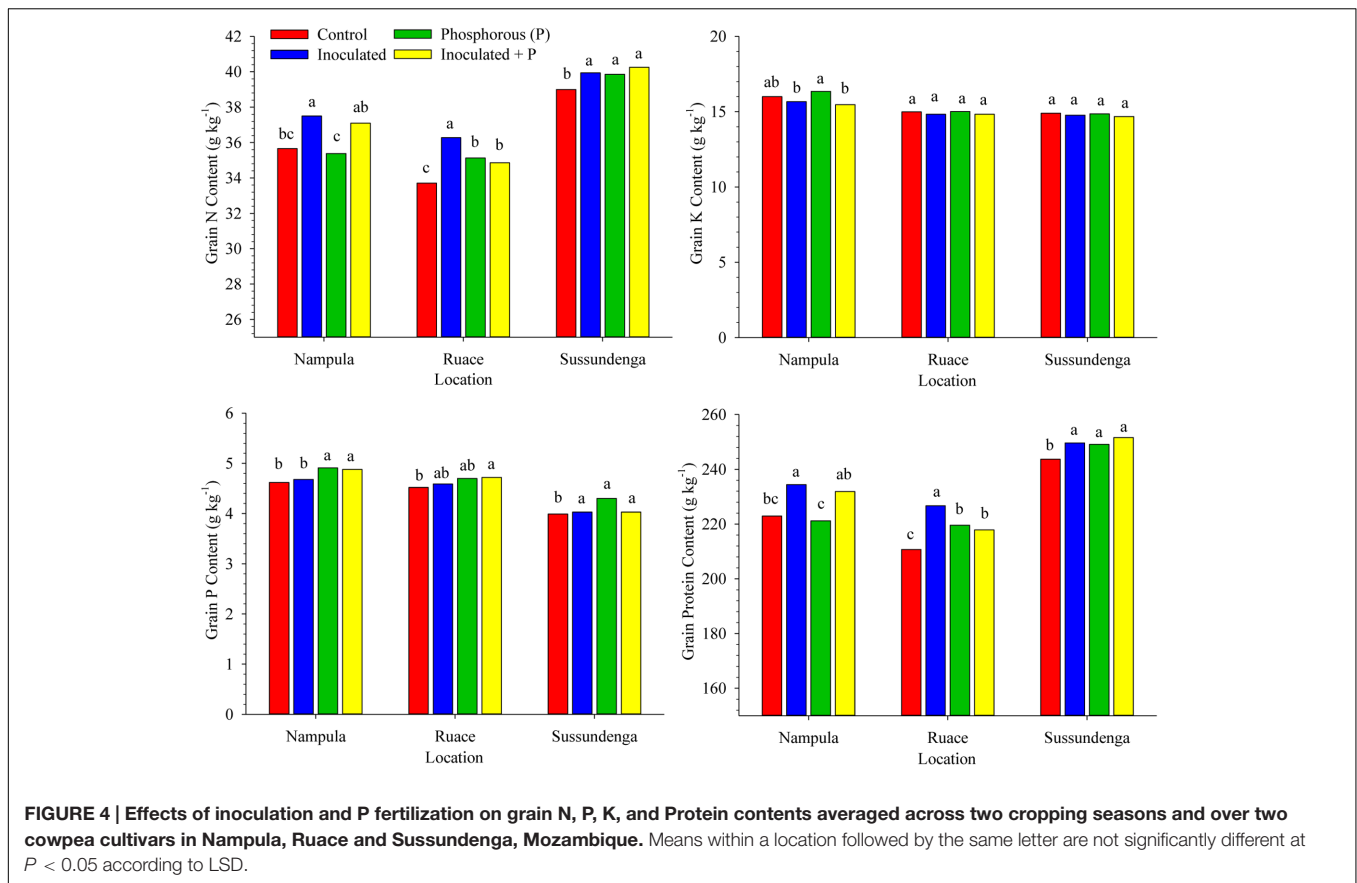 Control
Inoculated
Phosphorous (P)
Inoculated + P
Grain N Content (g kg-1)
42
40
38
36
34
32
30
28
26
bc a c ab
c a b b
b a a a
Nampula Ruace Sussundenga
Location
Grain K Content (g kg-1)
20
15
10
5
0
ab b a b
a a a a
a a a a
Nampula Ruace Sussundenga
Location
Grain P Content (g kg-1)
6
5
4
3
2
1
0
b b a a
b ab ab a
b a a a
Nampula Ruace Sussundenga
Location
Grain Protein Content (g kg-1)
260
240
220
200
180
160
bc a c ab
c a b b
b a a a
Nampula Ruace Sussundenga
Location
FIGURE 4 | Effects of inoculation and P fertilization on grain N, P, K, and Protein contents averaged across two cropping seasons and over two
cowpea cultivars in Nampula, Ruace and Sussundenga, Mozambique. Means within a location followed by the same letter are not significantly different at
P < 0.05 according to LSD.